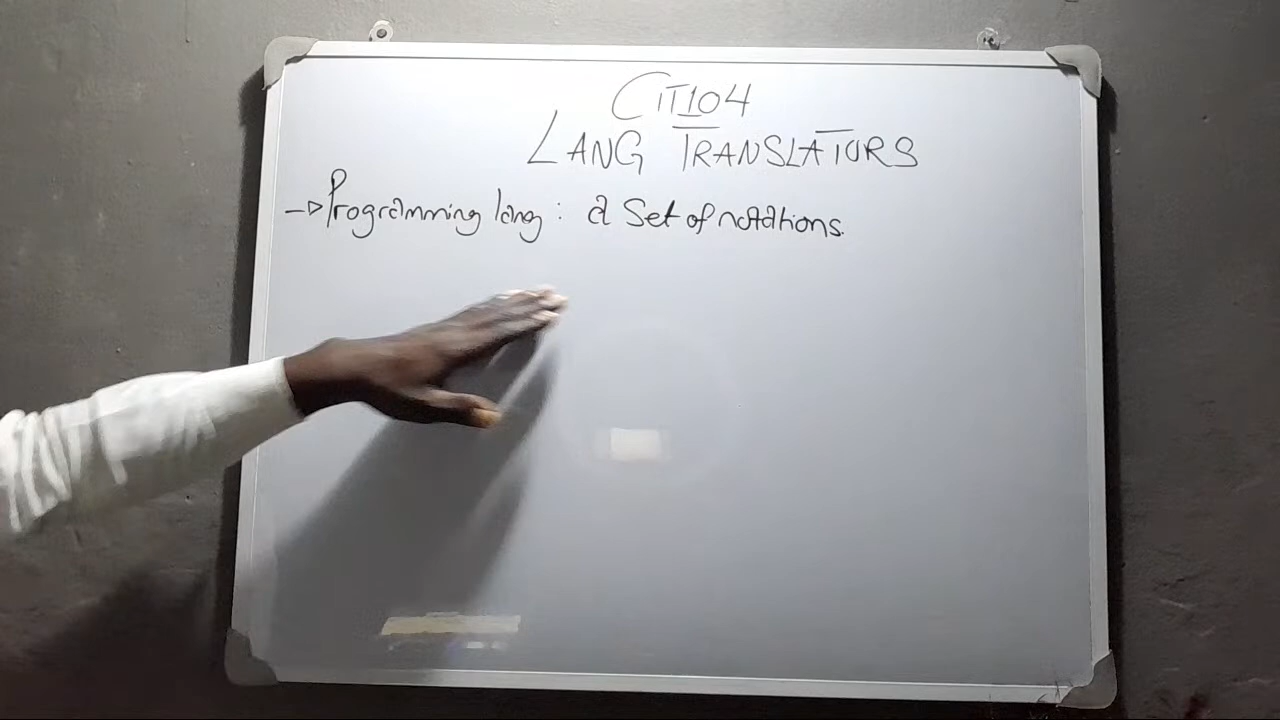 CIT104
LANG TRANSLATORS
→ Programming lang: a Set of notations.